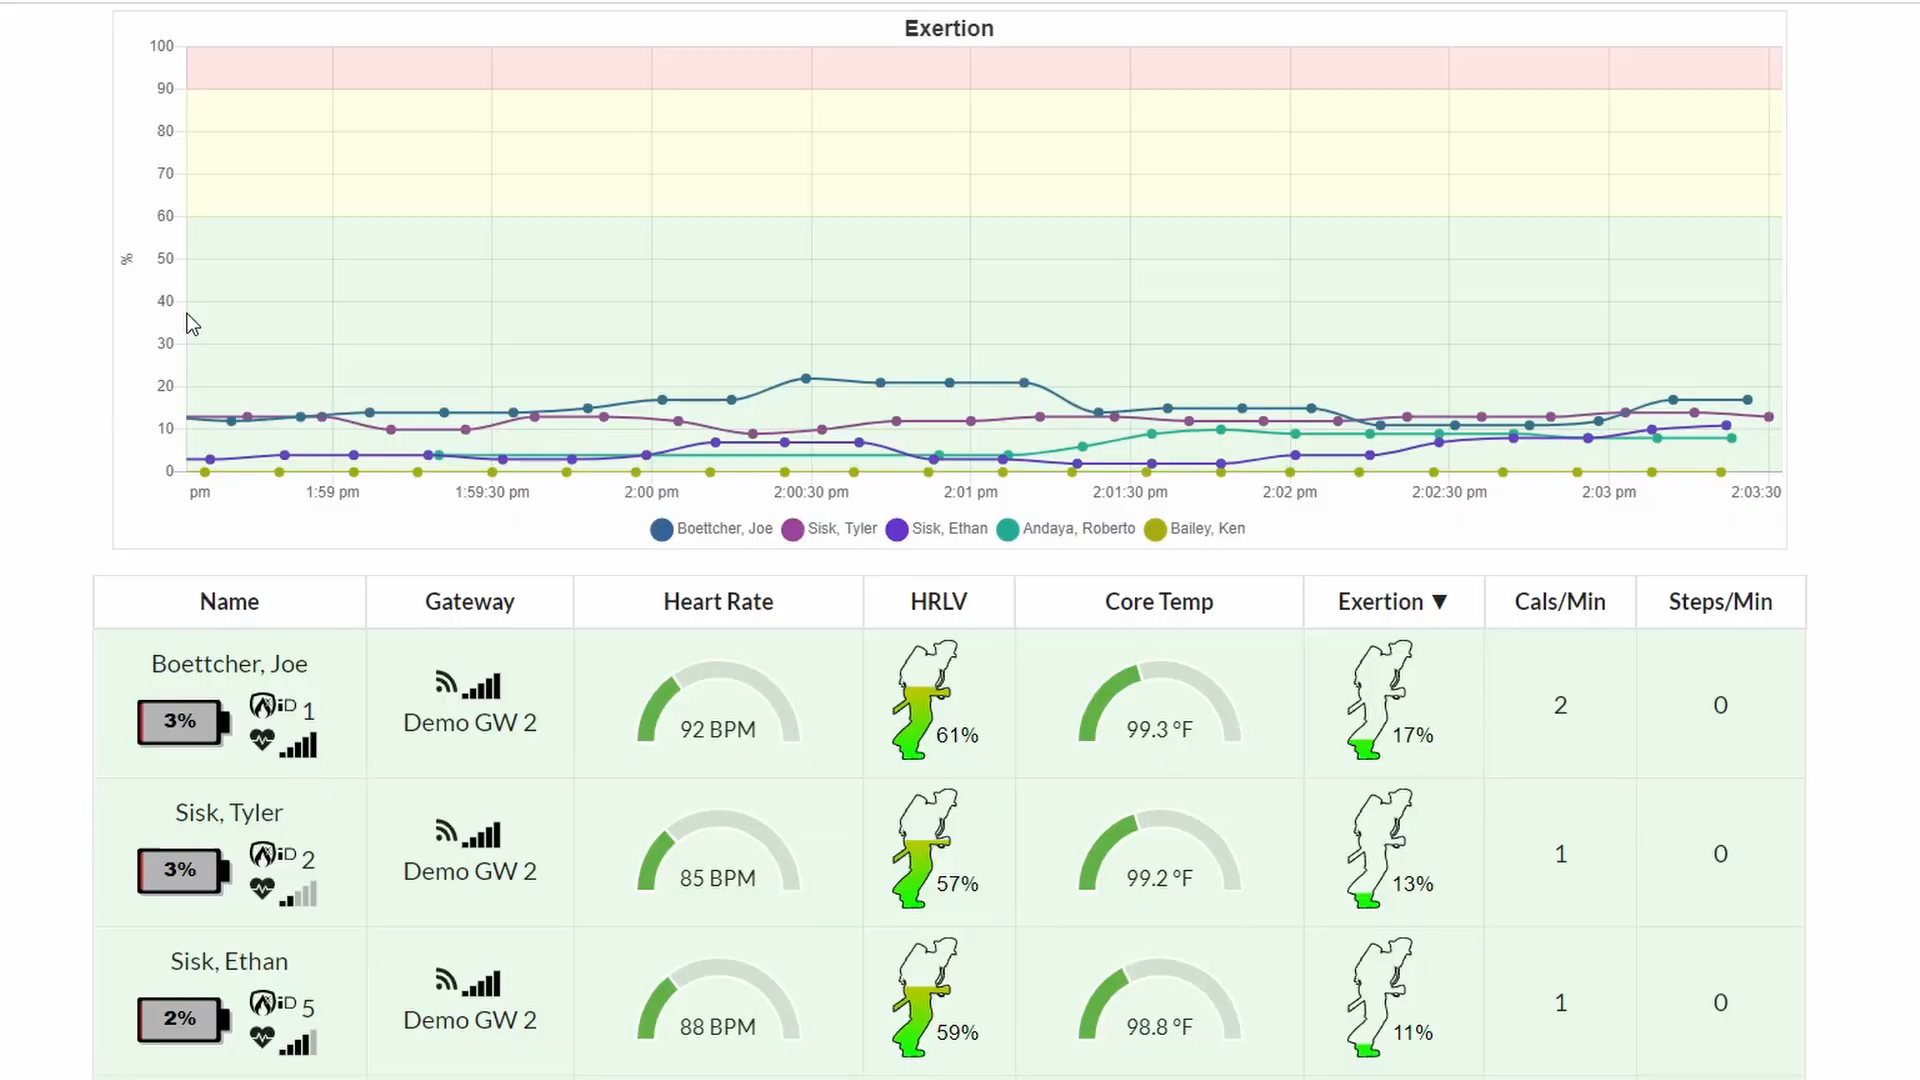 Exertion
100
90
80
70
60
50
40
30
20
10
0
%
pm 1:59 pm 1:59:30 pm 2:00 pm 2:00:30 pm 2:01 pm 2:01:30 pm 2:02 pm 2:02:30 pm 2:03 pm 2:03:30
Boettcher, Joe Sisk, Tyler Sisk, Ethan Andaya, Roberto Bailey, Ken
Name Gateway Heart Rate HRLV Core Temp Exertion ▼ Cals/Min Steps/Min
Boettcher, Joe
3% iD 1
Demo GW 2
92 BPM
61%
99.3 °F
17%
2
0
Sisk, Tyler
3% iD 2
Demo GW 2
85 BPM
57%
99.2 °F
13%
1
0
Sisk, Ethan
2% iD 5
Demo GW 2
88 BPM
59%
98.8 °F
11%
1
0